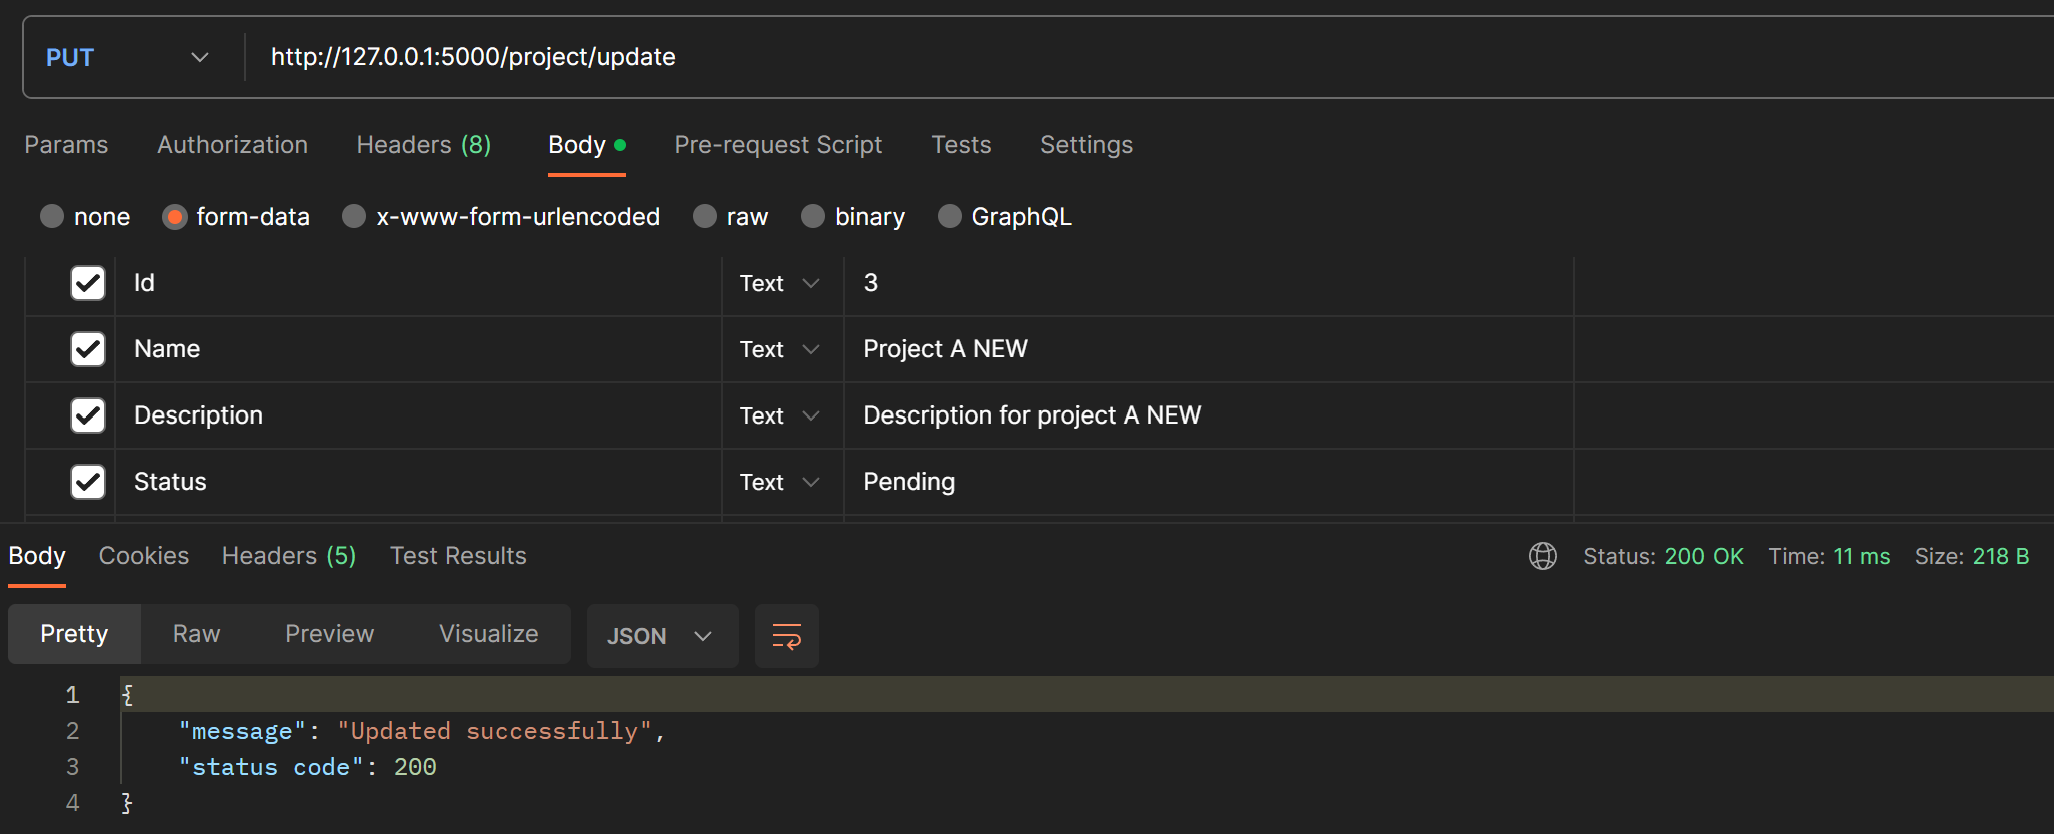 PUT http://127.0.0.1:5000/project/update
Params Authorization Headers (8) Body Pre-request Script Tests Settings
none form-data x-www-form-urlencoded raw binary GraphQL
Id Text 3
Name Text Project A NEW
Description Text Description for project A NEW
Status Text Pending
Body Cookies Headers (5) Test Results Status: 200 OK Time: 11 ms Size: 218 B
Pretty Raw Preview Visualize JSON
1 {
2 "message": "Updated successfully",
3 "status code": 200
4 }